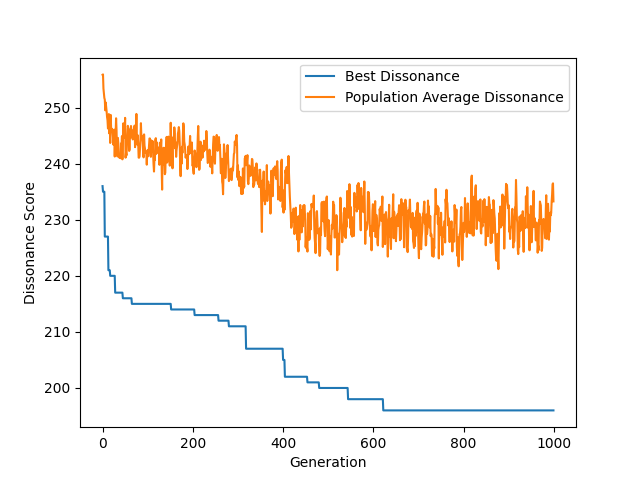 Best Dissonance
Population Average Dissonance
Dissonance Score
250
240
230
220
210
200
0 200 400 600 800 1000
Generation